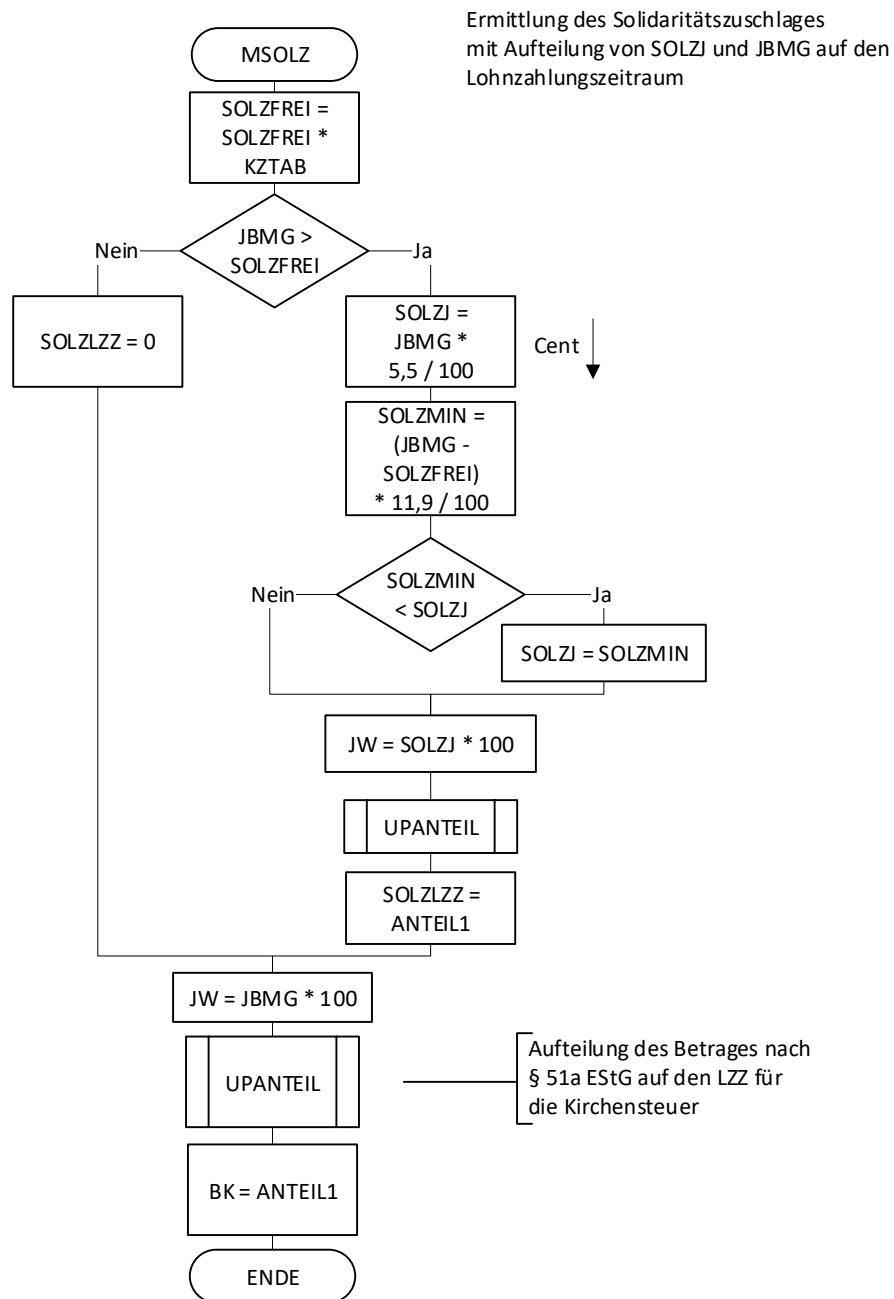 Ermittlung des Solidaritätszuschlages
mit Aufteilung von SOLZJ und JBMG auf den
Lohnzahlungszeitraum
MSOLZ
SOLZFREI =
SOLZFREI *
KZTAB
Nein
JBMG >
SOLZFREI
Ja
SOLZLZZ = 0
SOLZJ =
JBMG *
5,5 / 100
Cent
SOLZMIN =
(JBMG -
SOLZFREI)
* 11,9 / 100
Nein
SOLZMIN
< SOLZJ
Ja
SOLZJ = SOLZMIN
JW = SOLZJ * 100
UPANTEIL
SOLZLZZ =
ANTEIL1
JW = JBMG * 100
UPANTEIL
Aufteilung des Betrages nach
§ 51a EStG auf den LZZ für
die Kirchensteuer
BK = ANTEIL1
ENDE